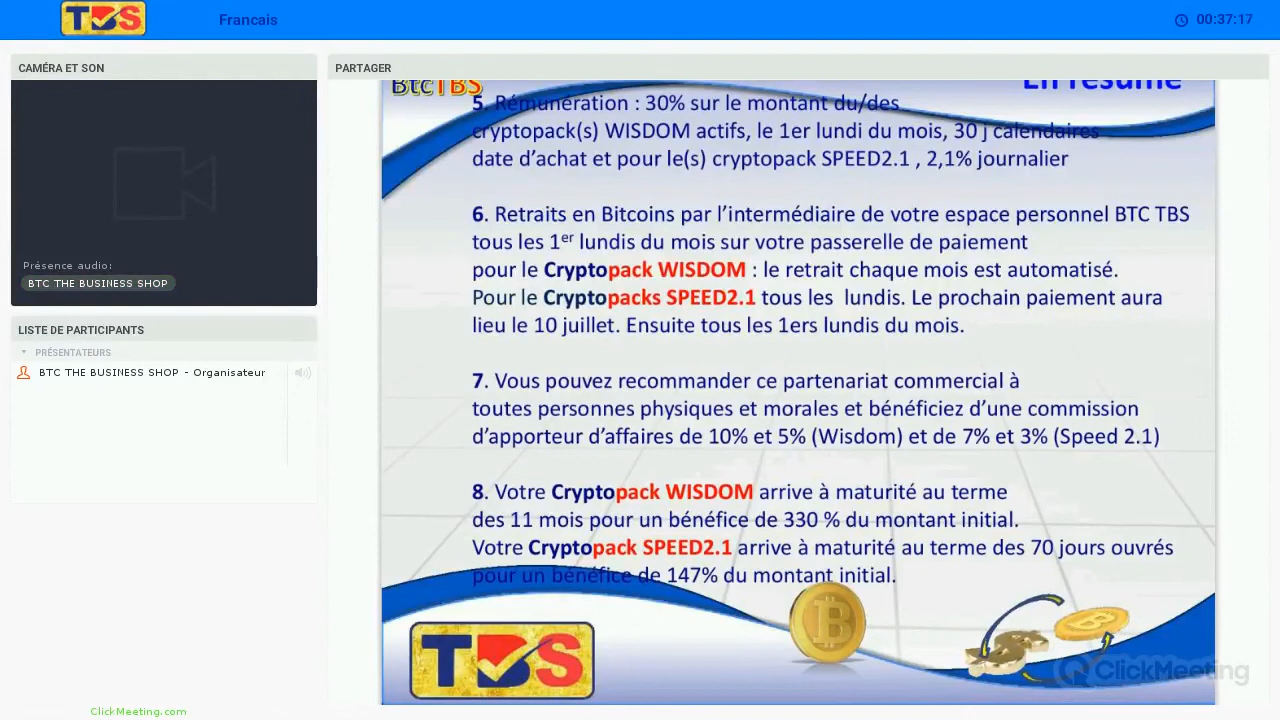 TBS
Francais
00:37:17
CAMÉRA ET SON
PARTAGER
Présence audio:
BTC THE BUSINESS SHOP
LISTE DE PARTICIPANTS
PRÉSENTATEURS
BTC THE BUSINESS SHOP - Organisateur
BtcTBS
En résumé
5. Rémunération : 30% sur le montant du/des
cryptopack(s) WISDOM actifs, le 1er lundi du mois, 30 j calendaires
date d’achat et pour le(s) cryptopack SPEED2.1 , 2,1% journalier
6. Retraits en Bitcoins par l’intermédiaire de votre espace personnel BTC TBS
tous les 1er lundis du mois sur votre passerelle de paiement
pour le Cryptopack WISDOM : le retrait chaque mois est automatisé.
Pour le Cryptopacks SPEED2.1 tous les lundis. Le prochain paiement aura
lieu le 10 juillet. Ensuite tous les 1ers lundis du mois.
7. Vous pouvez recommander ce partenariat commercial à
toutes personnes physiques et morales et bénéficiez d’une commission
d’apporteur d’affaires de 10% et 5% (Wisdom) et de 7% et 3% (Speed 2.1)
8. Votre Cryptopack WISDOM arrive à maturité au terme
des 11 mois pour un bénéfice de 330 % du montant initial.
Votre Cryptopack SPEED2.1 arrive à maturité au terme des 70 jours ouvrés
pour un bénéfice de 147% du montant initial.
TBS
ClickMeeting
ClickMeeting.com